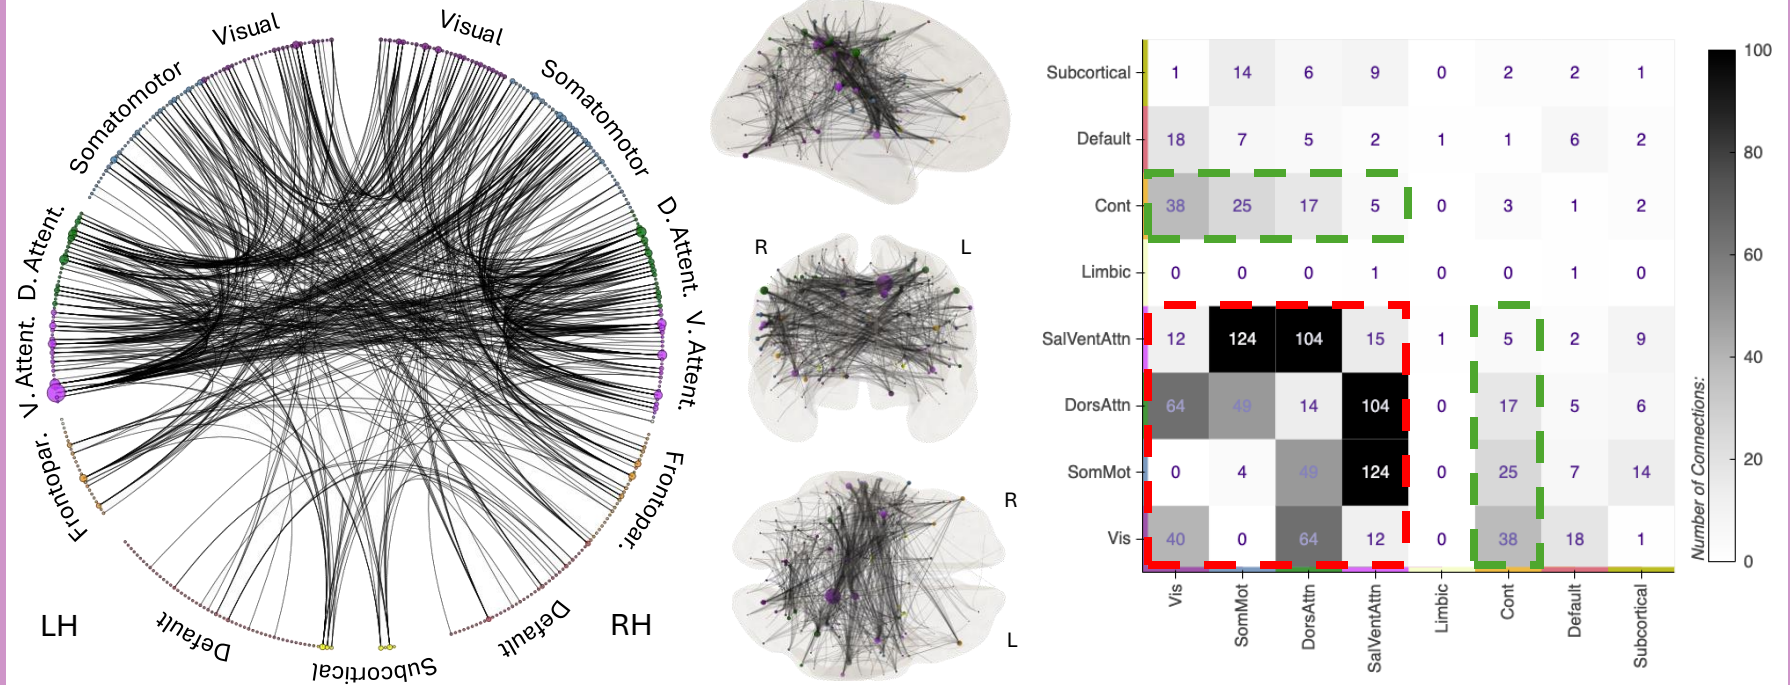 Visual
Visual
Somatomotor
Somatomotor
D. Attent.
D. Attent.
V. Attent.
V. Attent.
Frontopar.
Frontopar.
Default
Default
Subcortical
Subcortical
LH
RH
R
L
R
L
Subcortical 1 14 6 9 0 2 2 1
Default 18 7 5 2 1 1 6 2
Cont 38 25 17 5 0 3 1 2
Limbic 0 0 0 1 0 0 1 0
SalVentAttn 12 124 104 15 1 5 2 9
DorsAttn 64 49 14 104 0 17 5 6
SomMot 0 4 49 124 0 25 7 14
Vis 40 0 64 12 0 38 18 1
Vis SomMot DorsAttn SalVentAttn Limbic Cont Default Subcortical
100
80
60
40
20
0
Number of Connections: